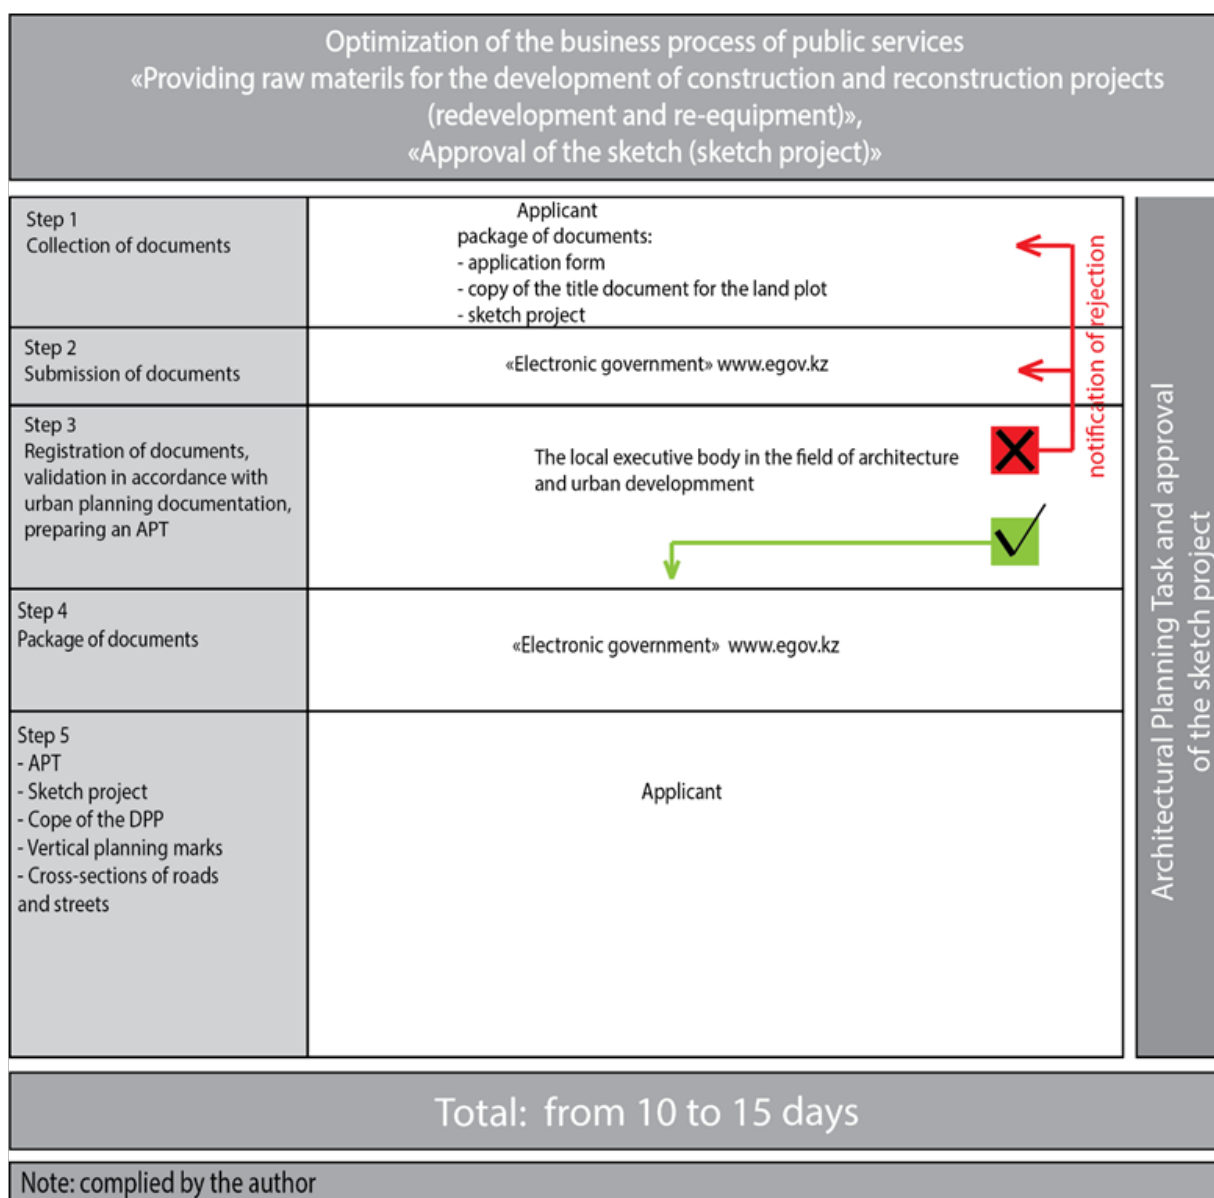 Optimization of the business process of public services
«Providing raw materils for the development of construction and reconstruction projects
(redevelopment and re-equipment)»,
«Approval of the sketch (sketch project)»
Step 1
Collection of documents
Applicant
package of documents:
- application form
- copy of the title document for the land plot
- sketch project
notification of rejection
Step 2
Submission of documents
«Electronic government» www.egov.kz
Step 3
Registration of documents,
validation in accordance with
urban planning documentation,
preparing an APT
The local executive body in the field of architecture
and urban developmment
Step 4
Package of documents
«Electronic government» www.egov.kz
Step 5
- APT
- Sketch project
- Cope of the DPP
- Vertical planning marks
- Cross-sections of roads
and streets
Applicant
Architectural Planning Task and approval
of the sketch project
Total: from 10 to 15 days
Note: complied by the author